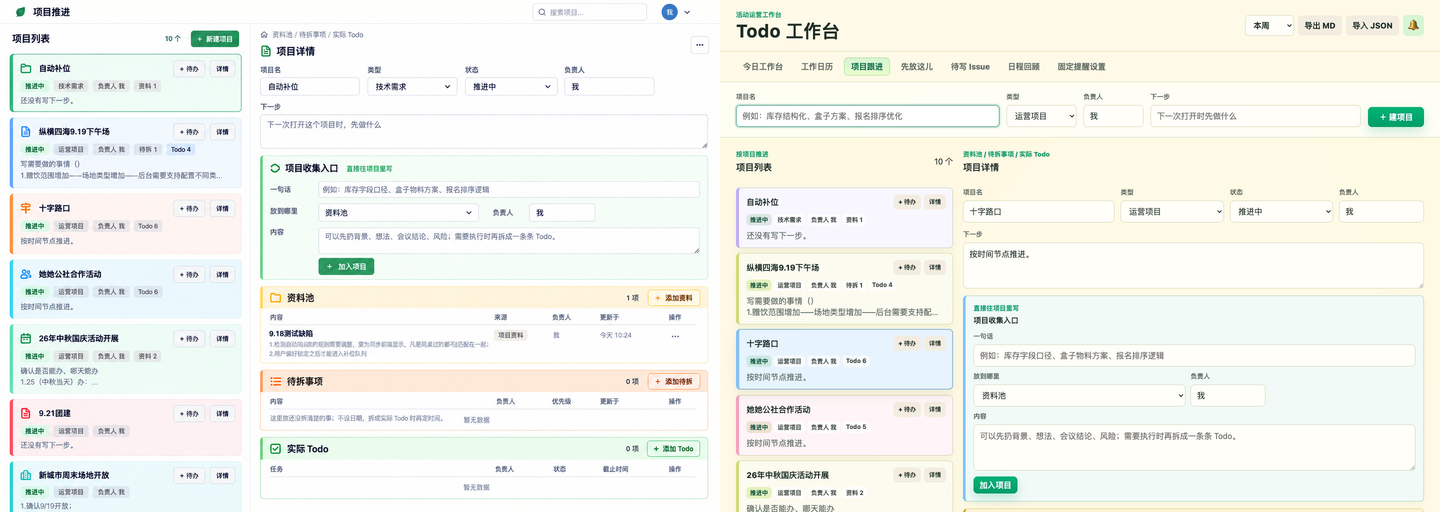 项目推进
搜索项目...
我
项目列表
10 个
+ 新建项目
自动补位
+ 待办
详情
推进中
技术需求
负责人 我
资料 1
还没有写下一步。
纵横四海9.19下午场
+ 待办
详情
推进中
运营项目
负责人 我
待拆 1
Todo 4
写需要做的事情（）
1.赠饮范围增加——场地类型增加——后台需要支持配置不同类...
十字路口
+ 待办
详情
推进中
运营项目
负责人 我
Todo 6
按时间节点推进。
她她公社合作活动
+ 待办
详情
推进中
运营项目
负责人 我
Todo 6
按时间节点推进。
26年中秋国庆活动开展
+ 待办
详情
推进中
运营项目
负责人 我
资料 2
确认是否能办、哪天能办
1.25（中秋当天）办：...
9.21团建
+ 待办
详情
推进中
运营项目
负责人 我
还没有写下一步。
新城市周末场地开放
+ 待办
详情
推进中
运营项目
负责人 我
1.确认9/19开放；
资料池 / 待拆事项 / 实际 Todo
项目详情
...
项目名
类型
状态
负责人
自动补位
技术需求
推进中
我
下一步
下一次打开这个项目时，先做什么
项目收集入口
直接往项目里写
一句话
例如：库存字段口径、盒子物料方案、报名排序逻辑
放到哪里
资料池
负责人
我
内容
可以先扔背景、想法、会议结论、风险；需要执行时再拆成一条条 Todo。
+ 加入项目
资料池
1 项
+ 添加资料
内容
来源
负责人
更新于
操作
9.18测试缺陷
项目资料
我
今天 10:24
...
2.用户偏好锁定之后才能进入补位队列
待拆事项
0 项
+ 添加待拆
内容
负责人
优先级
更新于
操作
这里放还没拆清楚的事；不设日期，拆成实际 Todo 时再定时间。
暂无数据
实际 Todo
0 项
+ 添加 Todo
任务
负责人
状态
截止时间
操作
暂无数据
活动运营工作台
Todo 工作台
本周
导出 MD
导入 JSON
今日工作台
工作日历
项目跟进
先放这儿
待写 Issue
日程回顾
固定提醒设置
项目名
类型
负责人
下一步
例如：库存结构化、盒子方案、报名排序优化
运营项目
我
下一次打开时先做什么
+ 建项目
按项目推进
项目列表
10 个
自动补位
+ 待办
详情
推进中
技术需求
负责人 我
资料 1
还没有写下一步。
纵横四海9.19下午场
+ 待办
详情
推进中
运营项目
负责人 我
待拆 1
Todo 4
写需要做的事情（）
1.赠饮范围增加——场地类型增加——后台需要支持配...
十字路口
+ 待办
详情
推进中
运营项目
负责人 我
Todo 6
按时间节点推进。
她她公社合作活动
+ 待办
详情
推进中
运营项目
负责人 我
Todo 5
按时间节点推进。
26年中秋国庆活动开展
+ 待办
详情
推进中
运营项目
负责人 我
资料 2
确认是否能办、哪天能办
资料池 / 待拆事项 / 实际 Todo
项目详情
项目名
类型
状态
负责人
十字路口
运营项目
推进中
我
下一步
按时间节点推进。
直接往项目里写
项目收集入口
一句话
例如：库存字段口径、盒子物料方案、报名排序逻辑
放到哪里
负责人
资料池
我
内容
可以先扔背景、想法、会议结论、风险；需要执行时再拆成一条条 Todo。
加入项目